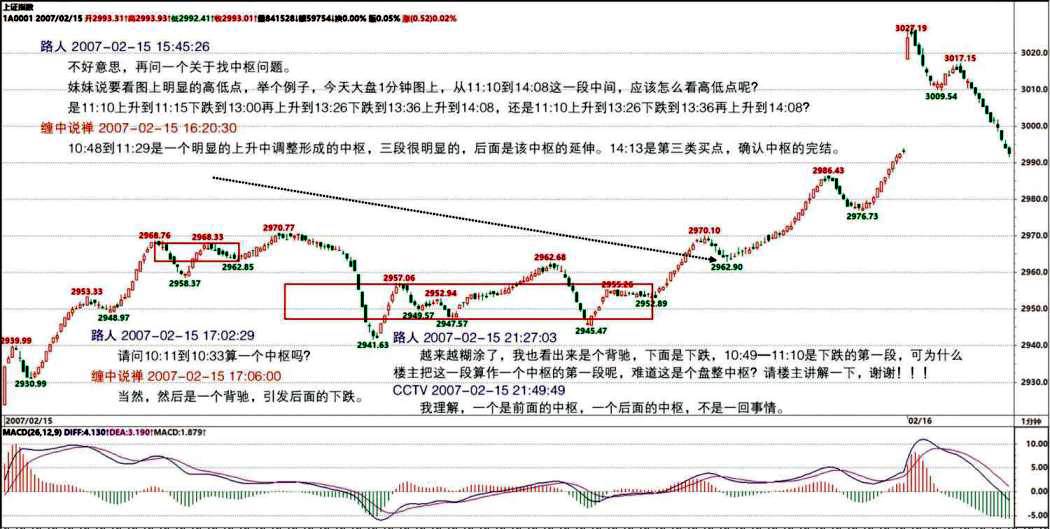 上证指数
1A0001 2007/02/15 开2993.31↑高2993.93↑低2992.41↑收2993.01↑量841528↓额59754↓换0.00% 振0.05% 涨(0.52)0.02%
3027.19
3017.15
3009.54
3020.00
3010.00
3000.00
2990.00
2980.00
2970.00
2960.00
2950.00
2940.00
2930.00
路人 2007-02-15 15:45:26
不好意思，再问一个关于找中枢问题。
妹妹说要看图上明显的高低点，举个例子，今天大盘1分钟图上，从11:10到14:08这一段中间，应该怎么看高低点呢?
是11:10上升到11:15下跌到13:00再上升到13:26下跌到13:36上升到14:08，还是11:10上升到13:26下跌到13:36再上升到14:08?
缠中说禅 2007-02-15 16:20:30
10:48到11:29是一个明显的上升中调整形成的中枢，三段很明显的，后面是该中枢的延伸。14:13是第三类买点，确认中枢的完结。
2986.43
2976.73
2968.76
2968.33
2970.77
2970.10
2958.37
2962.85
2962.68
2962.90
2953.33
2948.97
2957.06
2952.94
2955.26
2949.57
2947.57
2952.89
2939.99
2930.99
2941.63
2945.47
路人 2007-02-15 17:02:29
请问10:11到10:33算一个中枢吗?
缠中说禅 2007-02-15 17:06:00
当然，然后是一个背驰，引发后面的下跌。
路人 2007-02-15 21:27:03
越来越糊涂了，我也看出来是个背驰，下面是下跌，10:49—11:10是下跌的第一段，可为什么
楼主把这一段算作一个中枢的第一段呢，难道这是个盘整中枢? 请楼主讲解一下，谢谢！！！
CCTV 2007-02-15 21:49:49
我理解，一个是前面的中枢，一个后面的中枢，不是一回事情。
2007/02/15
02/16
1分钟
MACD(26,12,9) DIFF:4.130↑DEA:3.190↑MACD:1.879↑
10.00
5.00
0.00
-5.00